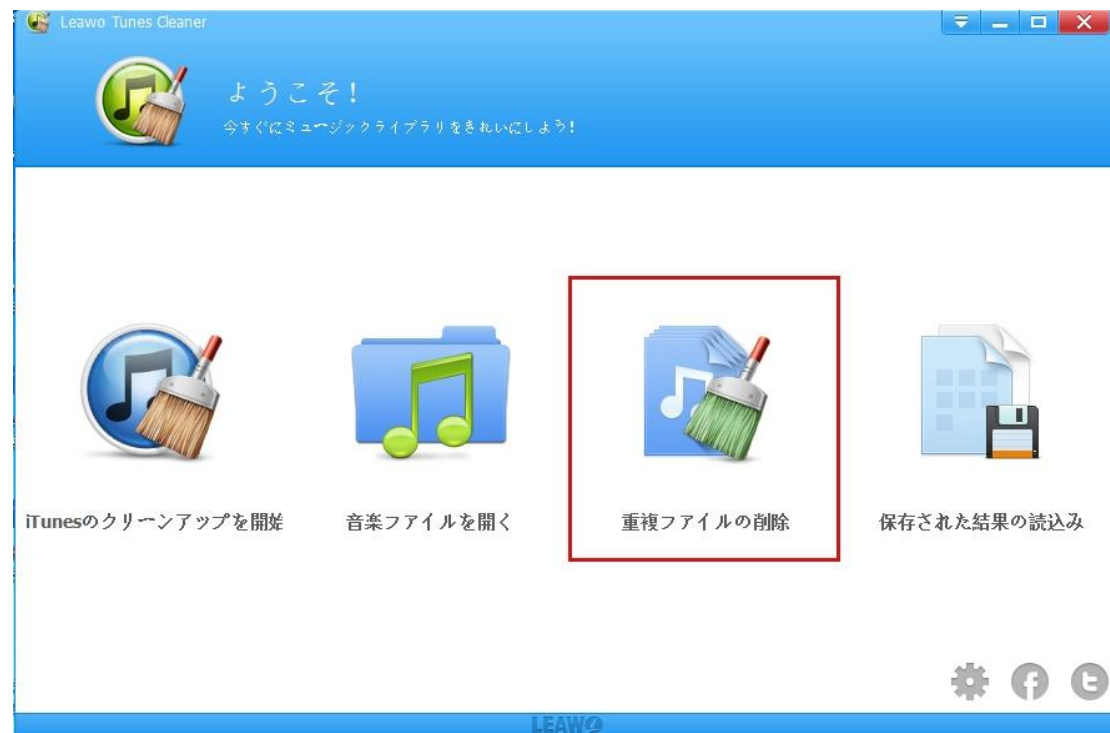 Leawo Tunes Cleaner
ようこそ!
今すぐにミュージックライブラリをきれいにしよう!
iTunesのクリーンアップを開始
音楽ファイルを開く
重複ファイルの削除
保存された結果の読込み
LEAWO